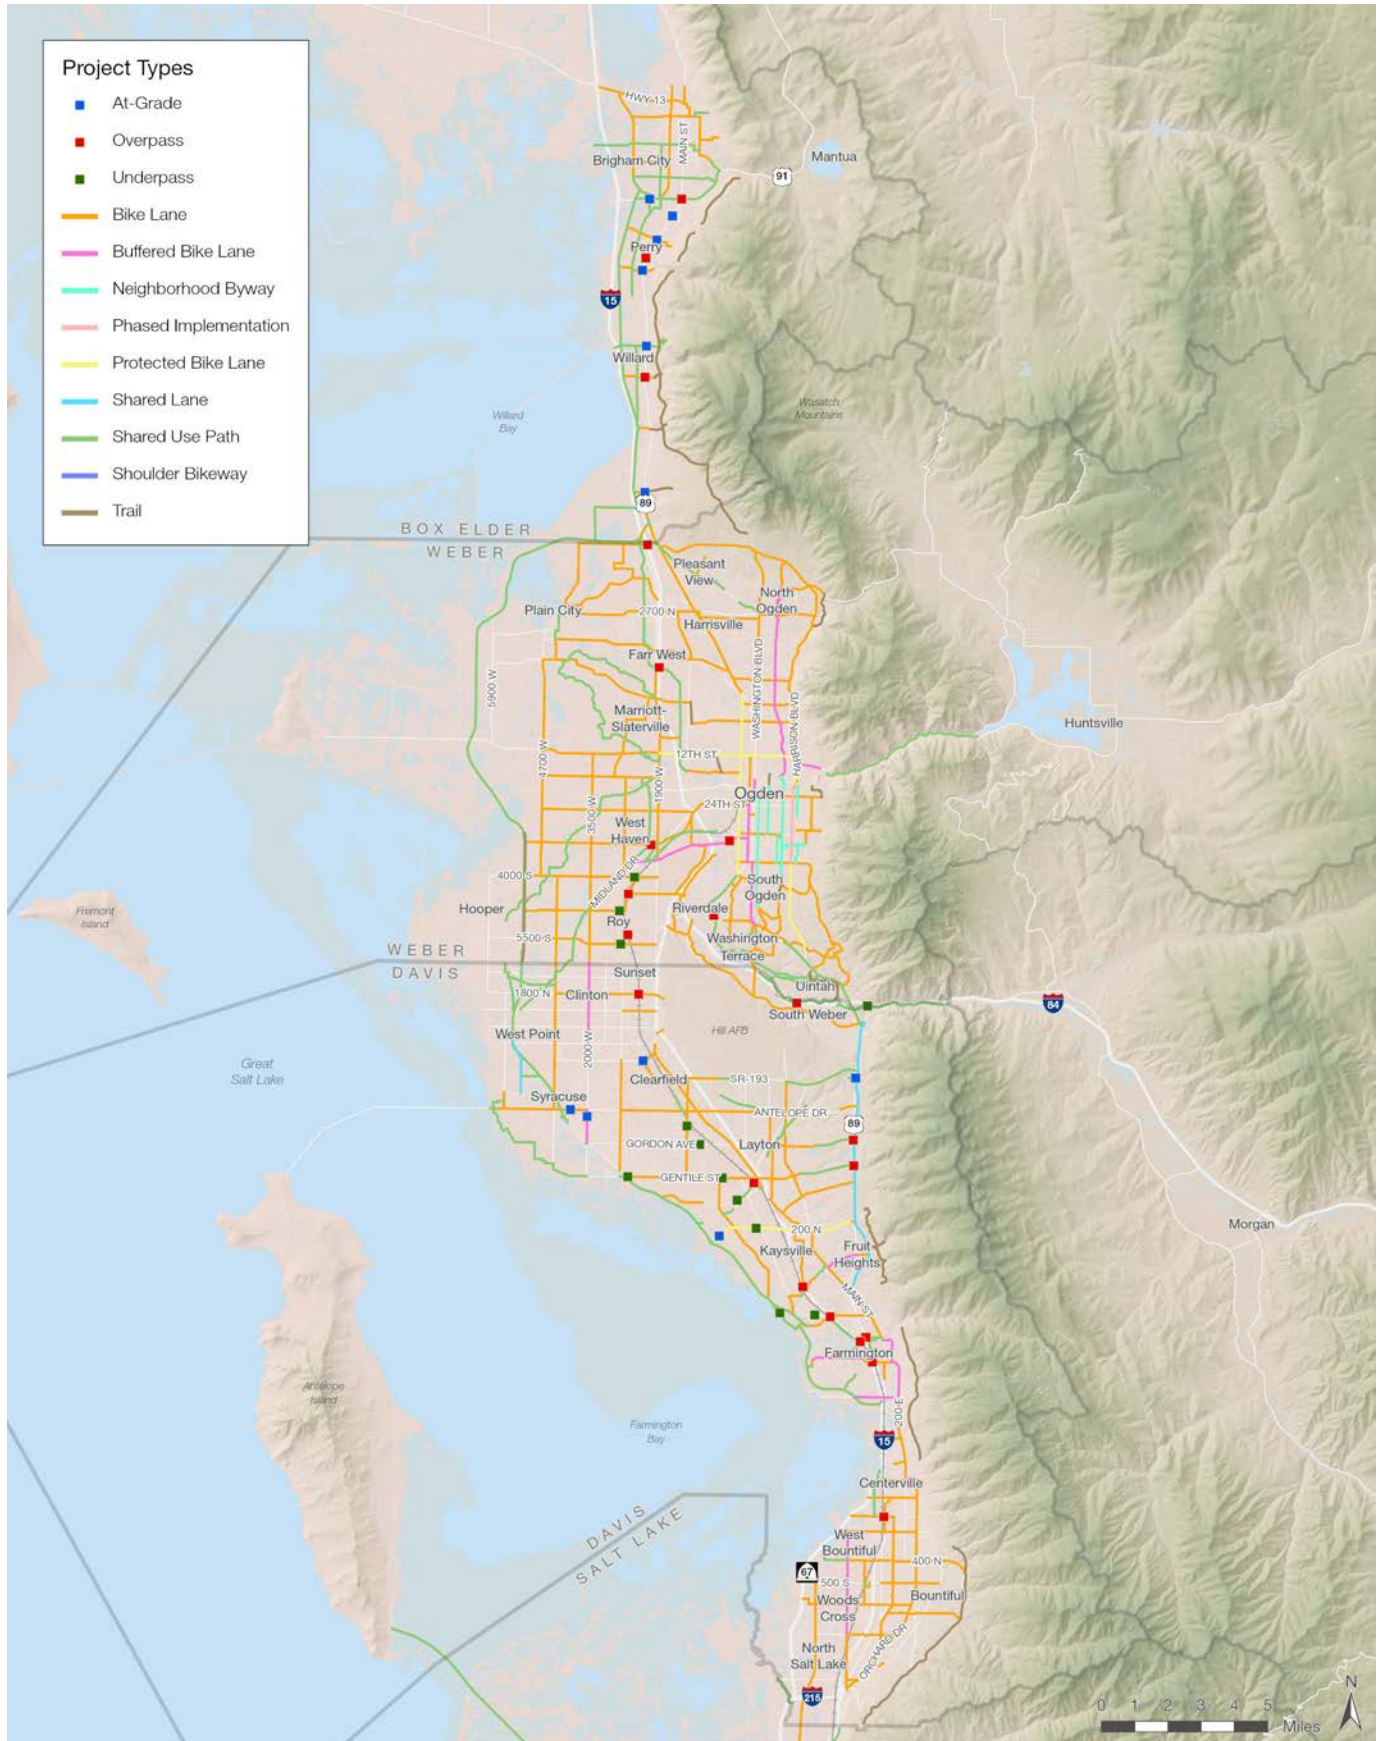 Project Types
At-Grade
Overpass
Underpass
Bike Lane
Buffered Bike Lane
Neighborhood Byway
Phased Implementation
Protected Bike Lane
Shared Lane
Shared Use Path
Shoulder Bikeway
Trail
HWY 13
MAIN ST
Brigham City
Mantua
91
Perry
15
Willard
Wasatch
Mountains
Willard
Bay
89
BOX ELDER
WEBER
Pleasant
View
North
Ogden
Plain City
2700 N
Harrisville
Farr West
WASHINGTON BLVD
5900 W
HARRISON BLVD
Marriott-
Slaterville
Huntsville
4700 W
12TH ST
1900 W
Ogden
24TH ST
3500 W
West
Haven
MIDLAND DR
4000 S
South
Ogden
Hooper
Riverdale
Fremont
Island
Roy
5500 S
Washington
Terrace
WEBER
DAVIS
Sunset
Uintah
1800 N
Clinton
84
South Weber
West Point
Hill AFB
2000 W
Great
Salt Lake
Clearfield
SR-193
Syracuse
ANTELOPE DR
89
GORDON AVE
Layton
GENTILE ST
Morgan
200 N
Kaysville
Fruit
Heights
MAIN ST
Farmington
Antelope
Island
200 E
Farmington
Bay
15
Centerville
DAVIS
SALT LAKE
West
Bountiful
400 N
67
500 S
Bountiful
Woods
Cross
ORCHARD DR
North
Salt Lake
215
N
0 1 2 3 4 5
Miles